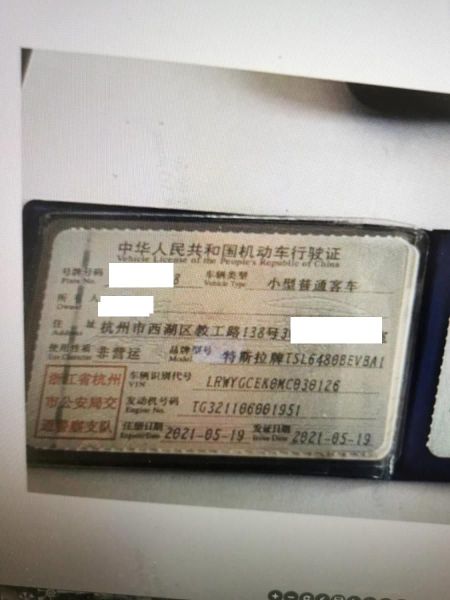 中华人民共和国机动车行驶证
Vehicle License of the People's Republic of China
号牌号码 8 车辆类型 小型普通客车
Plate No. Vehicle Type
所有人
Owner
住址 杭州市西湖区教工路138号3
使用性质 非营运 品牌型号 特斯拉牌TSL6480BEVBA1
Use Character Model
浙江省杭州市公安局交通警察支队
车辆识别代号 LRWYGCEK0MC030126
VIN
发动机号码 TG321106001951
Engine No.
注册日期 2021-05-19 发证日期 2021-05-19
Register Date Issue Date